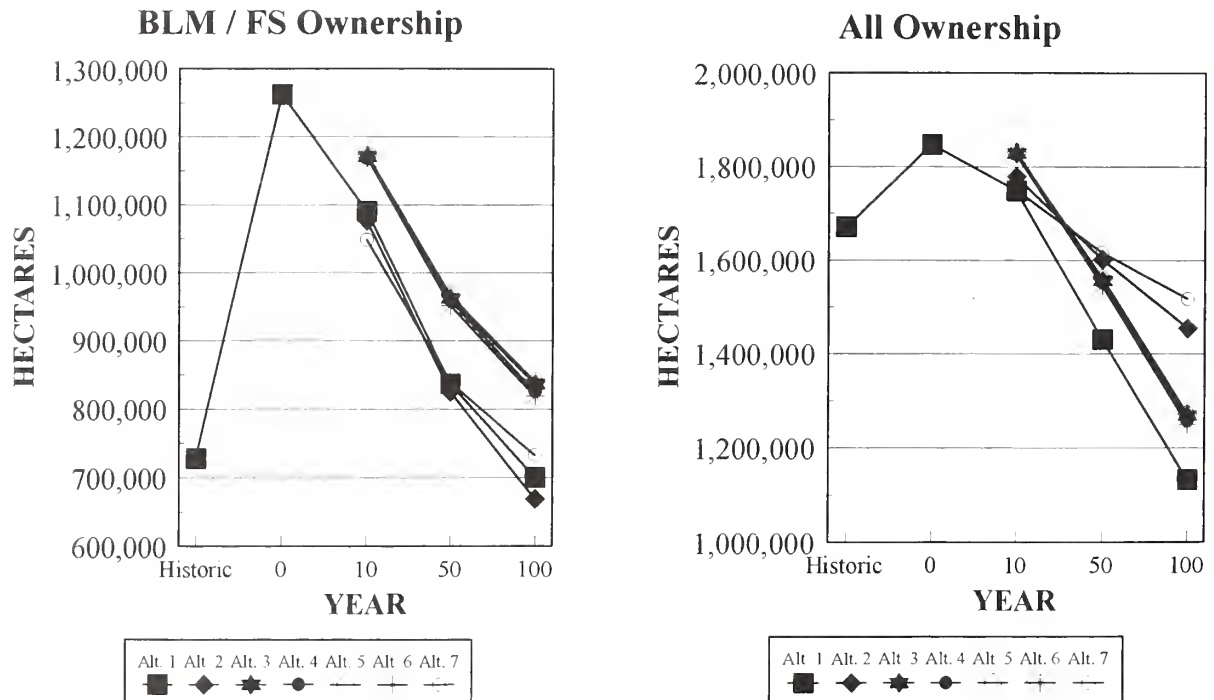 BLM / FS Ownership
1,300,000
1,200,000
1,100,000
1,000,000
900,000
800,000
700,000
600,000
HECTARES
Historic 0 10 50 100
YEAR
Alt. 1 Alt 2 Alt. 3 Alt. 4 Alt. 5 Alt 6 Alt. 7
All Ownership
2,000,000
1,800,000
1,600,000
1,400,000
1,200,000
1,000,000
HECTARES
Historic 0 10 50 100
YEAR
Alt 1 Alt. 2 Alt 3 Alt. 4 Alt 5 Alt. 6 Alt. 7